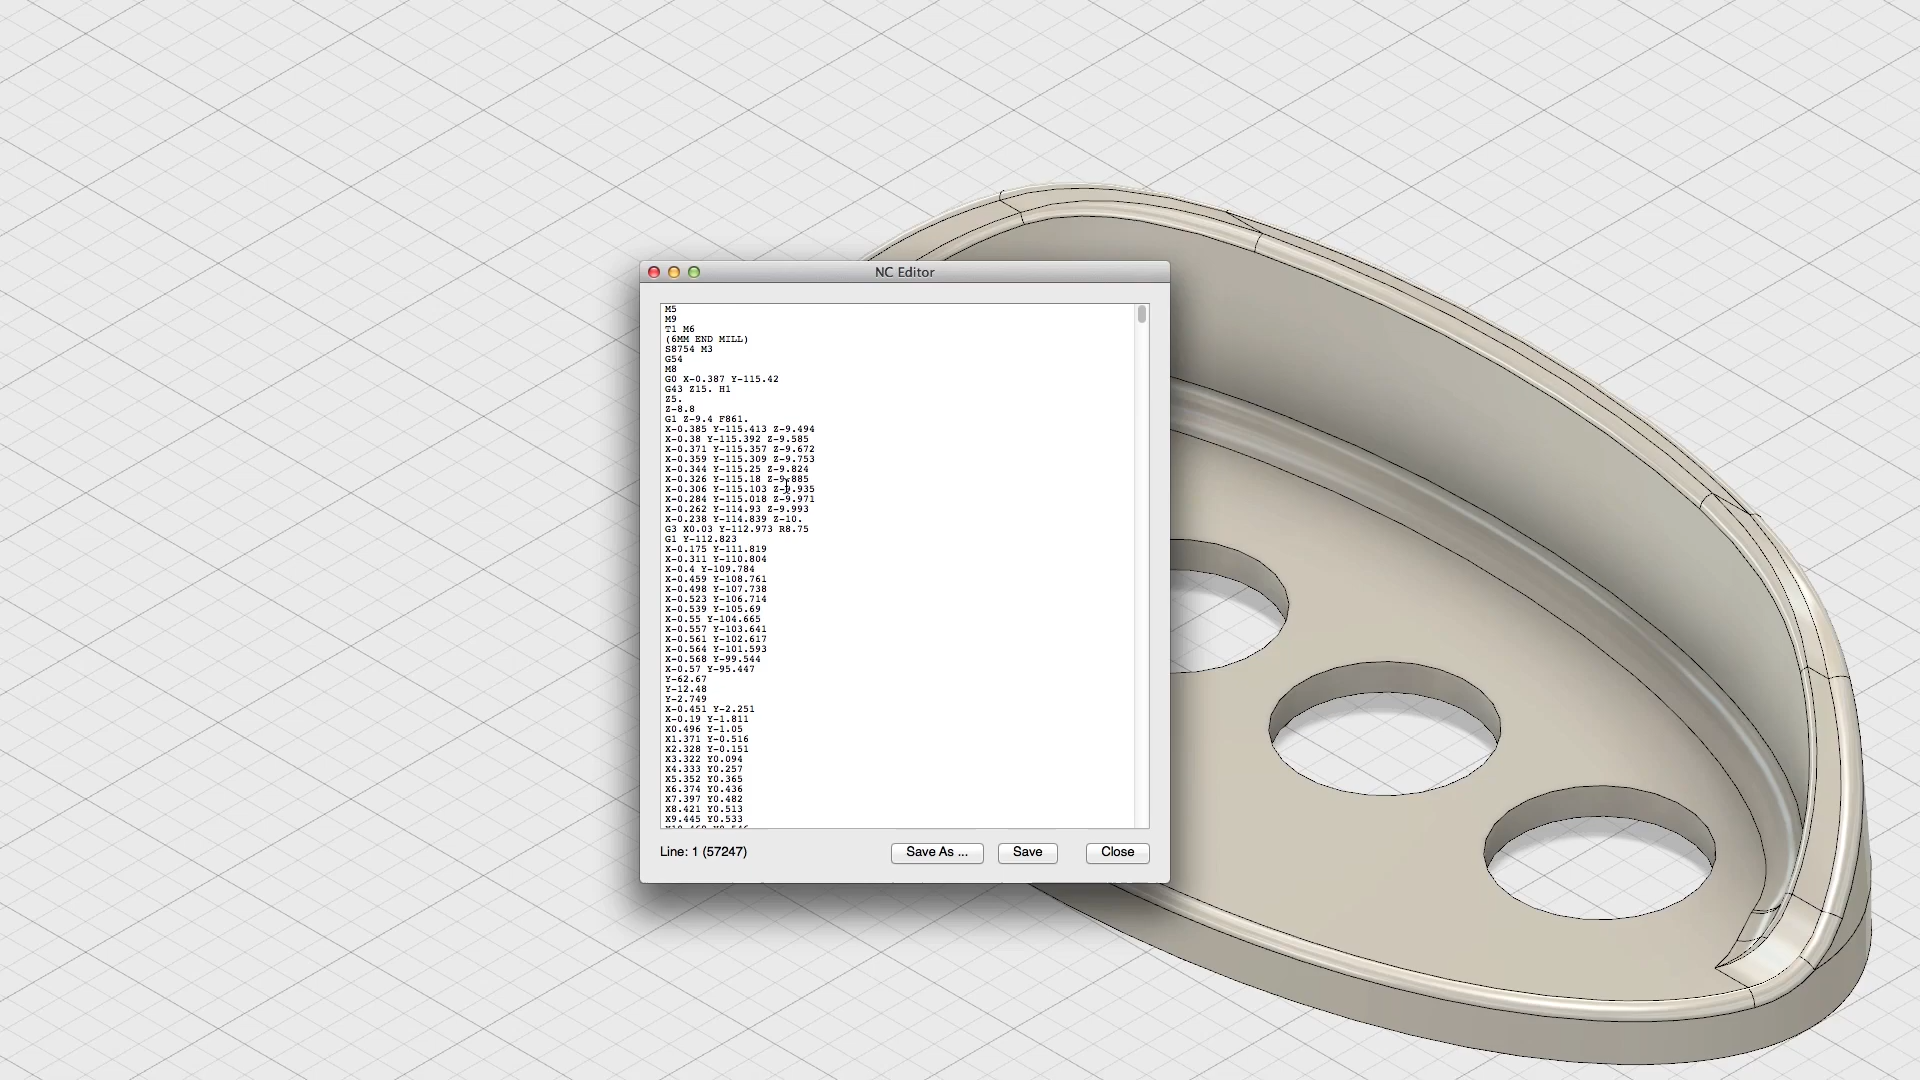 NC Editor
M5
M9
T1 M6
(6MM END MILL)
S8754 M3
G54
M8
G0 X-0.387 Y-115.42
G43 Z15. H1
Z5.
Z-8.8
G1 Z-9.4 F861.
X-0.385 Y-115.413 Z-9.494
X-0.38 Y-115.392 Z-9.585
X-0.371 Y-115.357 Z-9.672
X-0.359 Y-115.309 Z-9.753
X-0.344 Y-115.25 Z-9.824
X-0.326 Y-115.18 Z-9.885
X-0.306 Y-115.103 Z-9.935
X-0.284 Y-115.018 Z-9.971
X-0.262 Y-114.93 Z-9.993
X-0.238 Y-114.839 Z-10.
G3 X0.03 Y-112.973 R8.75
G1 Y-112.823
X-0.175 Y-111.819
X-0.311 Y-110.804
X-0.4 Y-109.784
X-0.459 Y-108.761
X-0.498 Y-107.738
X-0.523 Y-106.714
X-0.539 Y-105.69
X-0.55 Y-104.665
X-0.557 Y-103.641
X-0.561 Y-102.617
X-0.564 Y-101.593
X-0.568 Y-99.544
X-0.57 Y-95.447
Y-62.67
Y-12.48
Y-2.749
X-0.451 Y-2.251
X-0.19 Y-1.811
X0.496 Y-1.05
X1.371 Y-0.516
X2.328 Y-0.151
X3.322 Y0.094
X4.333 Y0.257
X5.352 Y0.365
X6.374 Y0.436
X7.397 Y0.482
X8.421 Y0.513
X9.445 Y0.533
Line: 1 (57247)
Save As ...
Save
Close